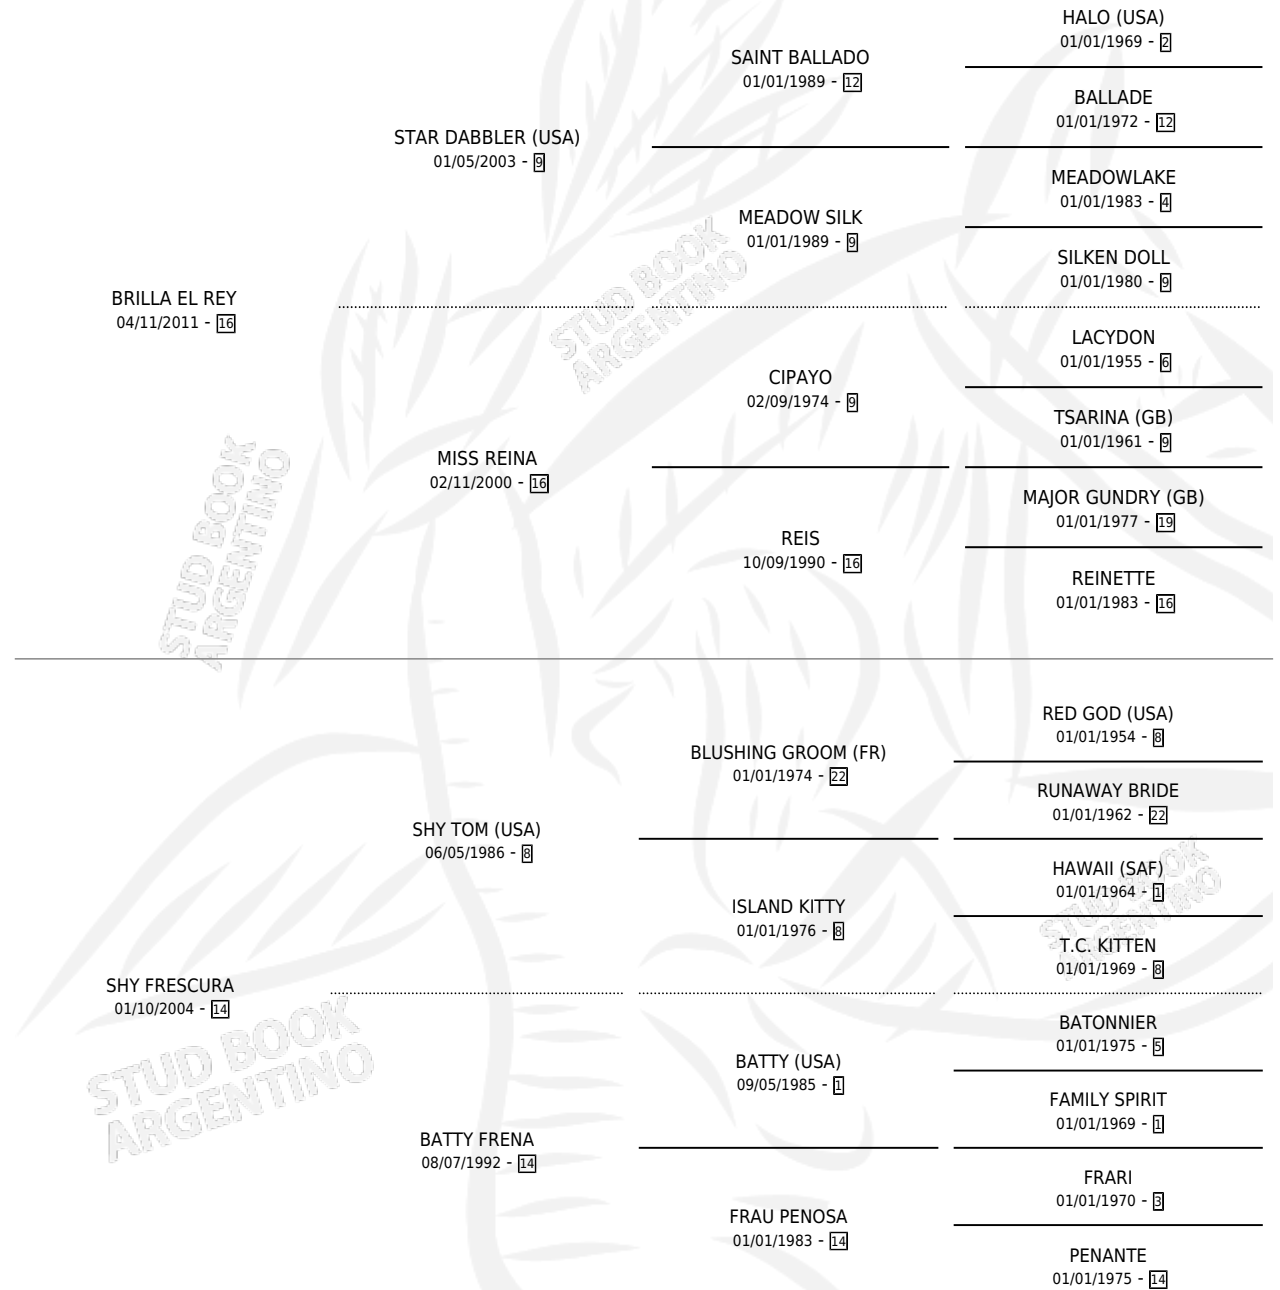 HALO (USA)
01/01/1969 - 2
SAINT BALLADO
01/01/1989 - 12
BALLADE
01/01/1972 - 12
STAR DABBLER (USA)
01/05/2003 - 9
MEADOWLAKE
01/01/1983 - 4
MEADOW SILK
01/01/1989 - 9
SILKEN DOLL
01/01/1980 - 9
BRILLA EL REY
04/11/2011 - 16
LACYDON
01/01/1955 - 6
CIPAYO
02/09/1974 - 9
TSARINA (GB)
01/01/1961 - 9
MISS REINA
02/11/2000 - 16
MAJOR GUNDRY (GB)
01/01/1977 - 19
REIS
10/09/1990 - 16
REINETTE
01/01/1983 - 16
RED GOD (USA)
01/01/1954 - 8
BLUSHING GROOM (FR)
01/01/1974 - 22
RUNAWAY BRIDE
01/01/1962 - 22
SHY TOM (USA)
06/05/1986 - 8
HAWAII (SAF)
01/01/1964 - 1
ISLAND KITTY
01/01/1976 - 8
T.C. KITTEN
01/01/1969 - 8
SHY FRESCURA
01/10/2004 - 14
BATONNIER
01/01/1975 - 5
BATTY (USA)
09/05/1985 - 1
FAMILY SPIRIT
01/01/1969 - 1
BATTY FRENA
08/07/1992 - 14
FRARI
01/01/1970 - 3
FRAU PENOSA
01/01/1983 - 14
PENANTE
01/01/1975 - 14
STUD BOOK
ARGENTINO
STUD BOOK
ARGENTINO
STUD BOOK
ARGENTINO
STUD BOOK
ARGENTINO